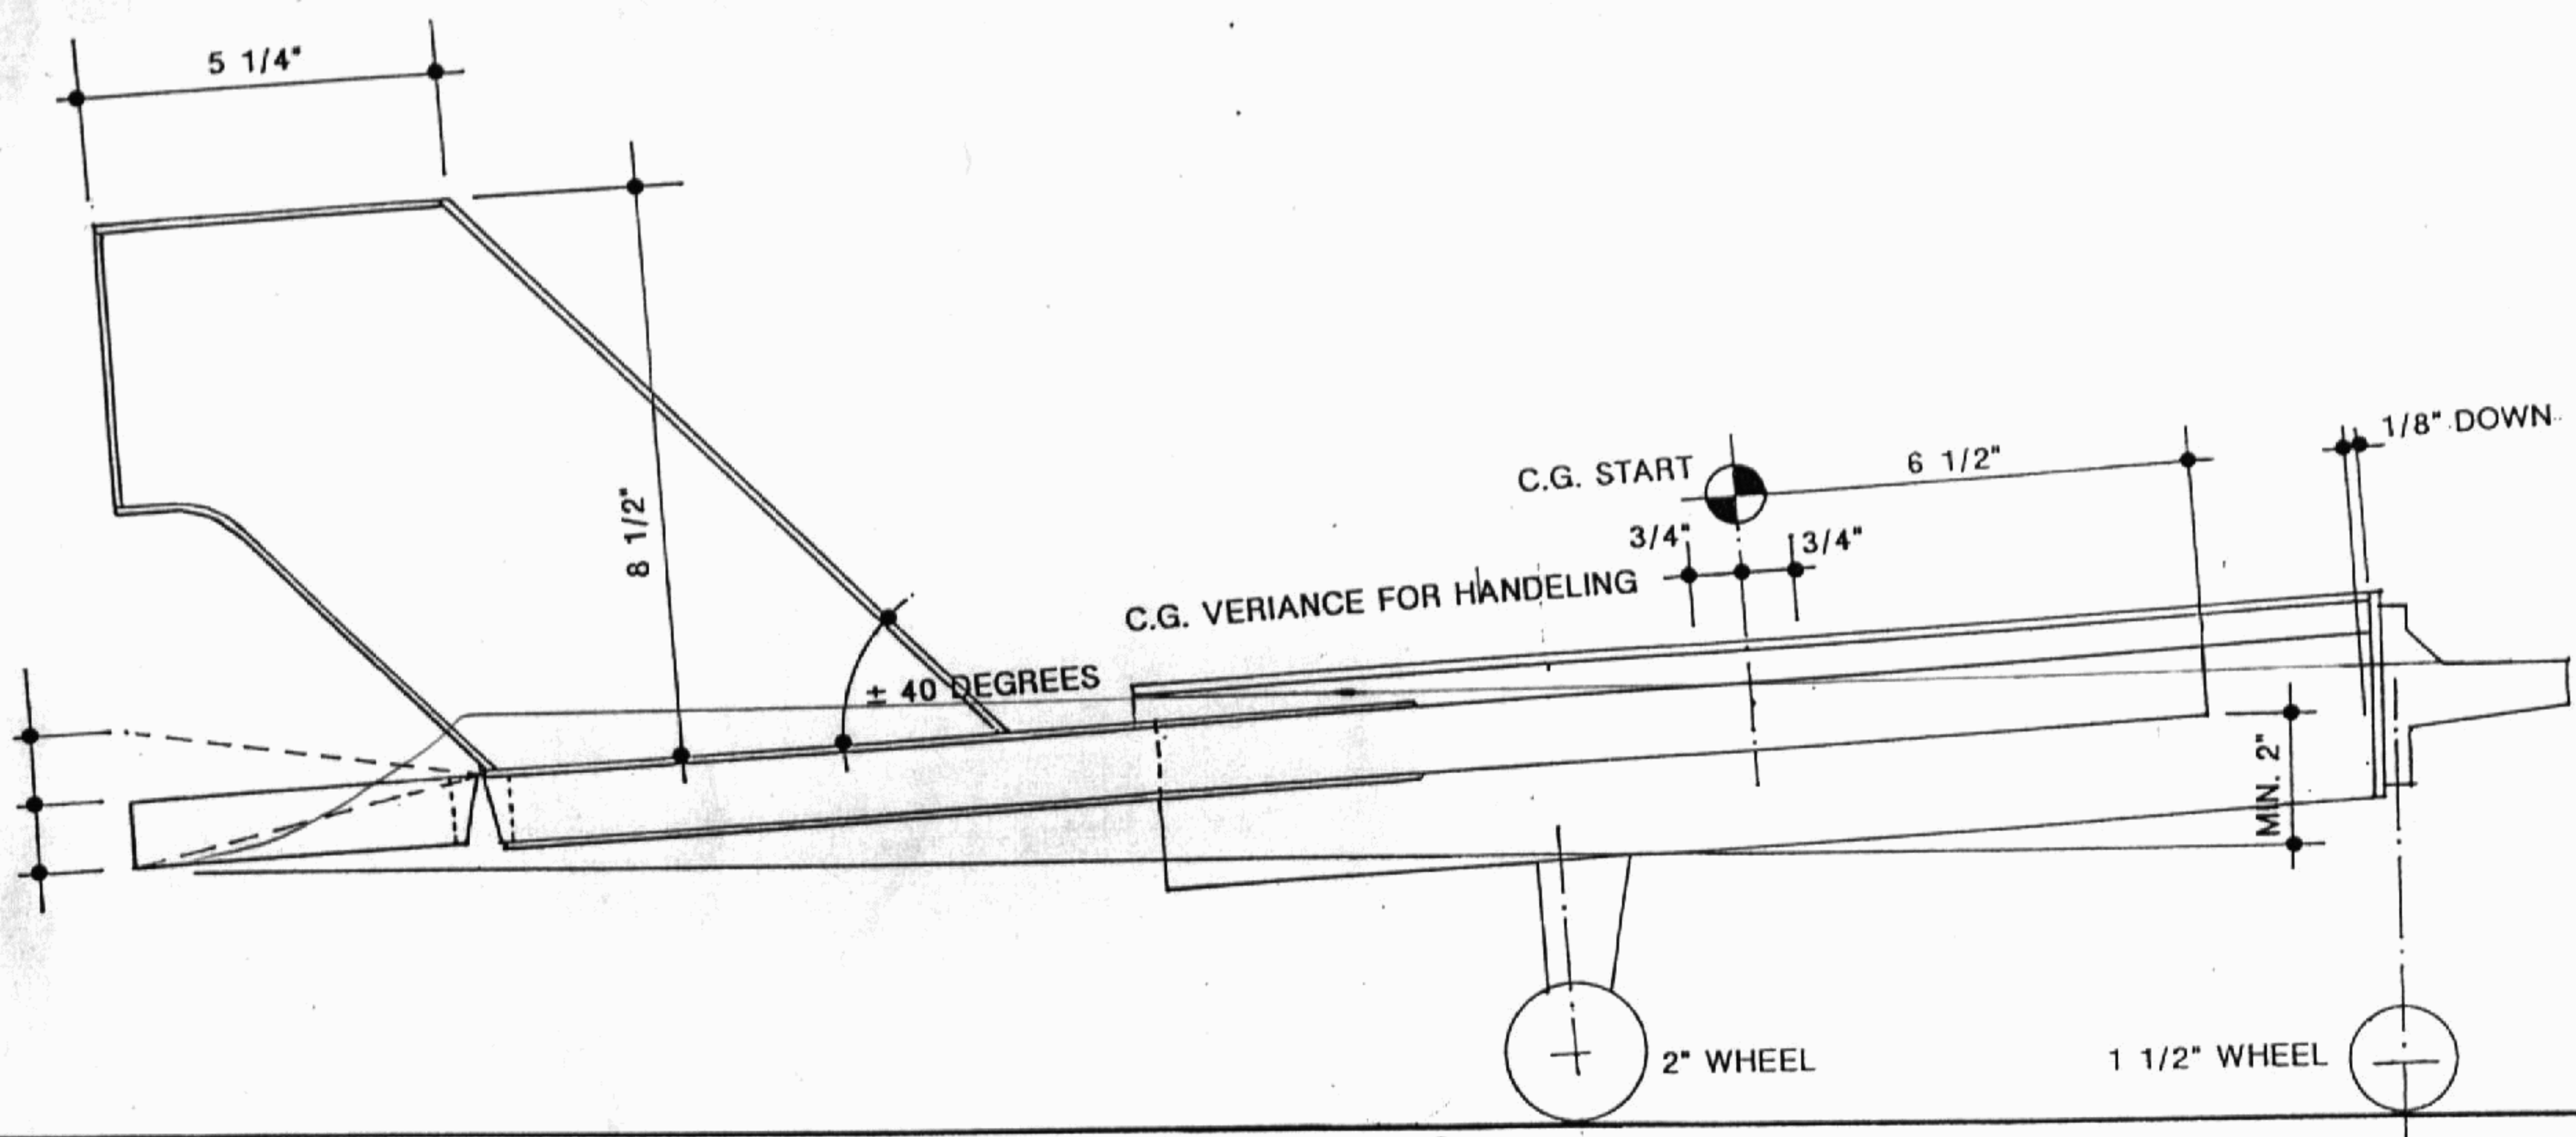 5 1/4"
8 1/2"
± 40 DEGREES
C.G. START
6 1/2"
1/8" DOWN
3/4"
3/4"
C.G. VERIANCE FOR HANDELING
MIN. 2"
2" WHEEL
1 1/2" WHEEL